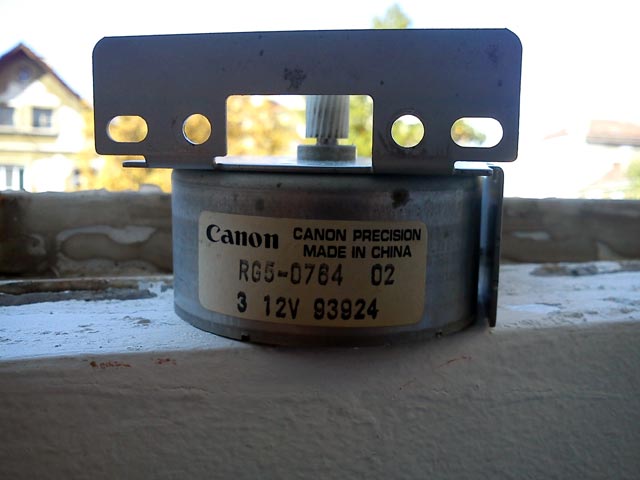 Canon CANON PRECISION
MADE IN CHINA
RG5-0764 02
3 12V 93924